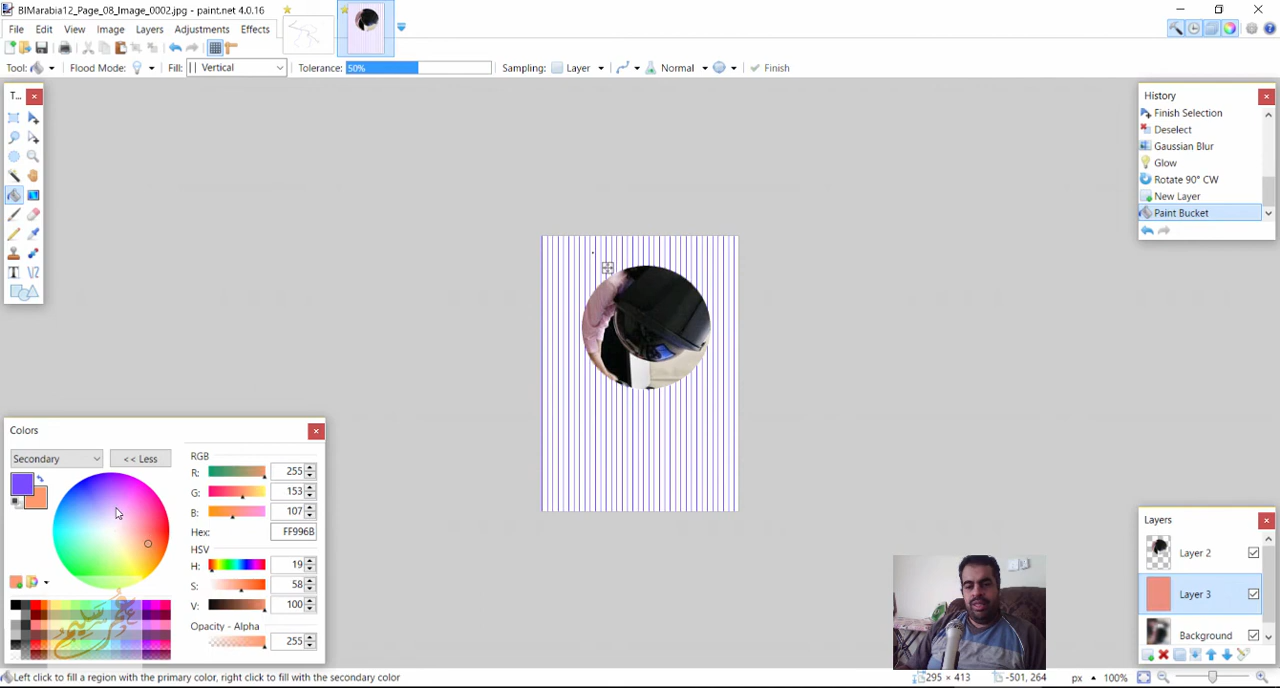 BIMarabia12_Page_08_Image_0002.jpg - paint.net 4.0.16
File Edit View Image Layers Adjustments Effects
Tool: Flood Mode: Fill: Vertical Tolerance: 50% Sampling: Layer Normal Finish
T...
History
Finish Selection
Deselect
Gaussian Blur
Glow
Rotate 90° CW
New Layer
Paint Bucket
Colors
Secondary << Less
RGB
R: 255
G: 153
B: 107
Hex: FF996B
HSV
H: 19
S: 58
V: 100
Opacity - Alpha
255
عمر سليم
Layers
Layer 2
Layer 3
Background
Left click to fill a region with the primary color, right click to fill with the secondary color
295 × 413 -501, 264 px 100%